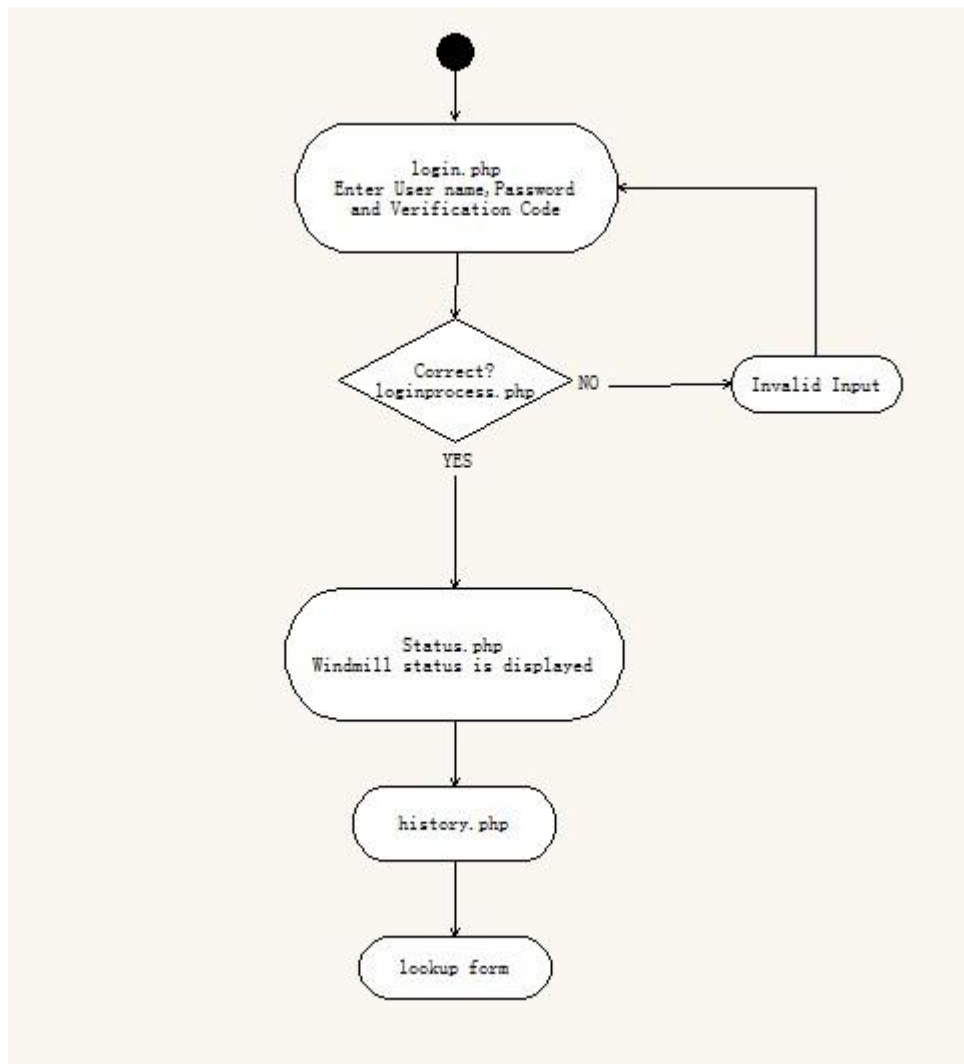 login.php
Enter User name,Password
and Verification Code
Correct?
loginprocess.php
NO
Invalid Input
YES
Status.php
Windmill status is displayed
history.php
lookup form